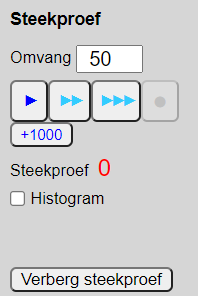 Steekproef
Omvang 50
+1000
Steekproef 0
Histogram
Verberg steekproef